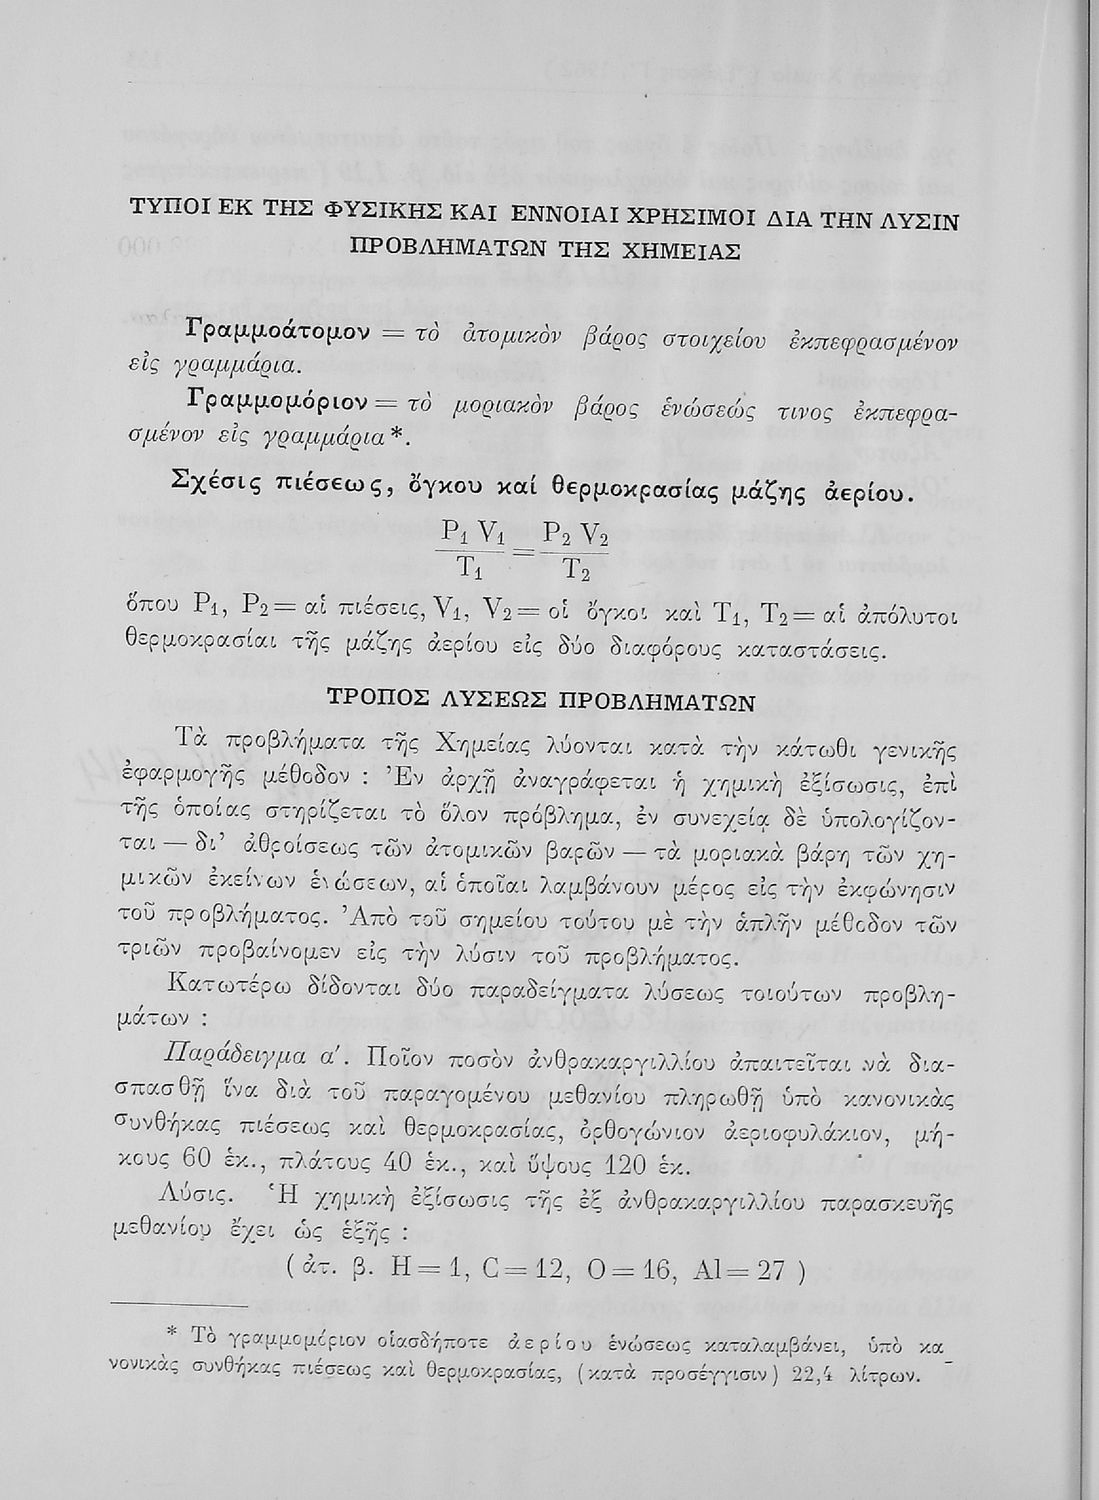 ΤΥΠΟΙ ΕΚ ΤΗΣ ΦΥΣΙΚΗΣ ΚΑΙ ΕΝΝΟΙΑΙ ΧΡΗΣΙΜΟΙ ΔΙΑ ΤΗΝ ΛΥΣΙΝ
ΠΡΟΒΛΗΜΑΤΩΝ ΤΗΣ ΧΗΜΕΙΑΣ
Γραμμοάτομον = τὸ ἀτομικὸν βάρος στοιχείου ἐκπεφρασμένον
εἰς γραμμάρια.
Γραμμομόριον = τὸ μοριακὸν βάρος ἑνώσεώς τινος ἐκπεφρα-
σμένον εἰς γραμμάρια*.
Σχέσις πιέσεως, ὄγκου καί θερμοκρασίας μάζης ἀερίου.
P₁ V₁ / T₁ = P₂ V₂ / T₂
ὅπου P₁, P₂ = αἱ πιέσεις, V₁, V₂ = οἱ ὄγκοι καὶ T₁, T₂ = αἱ ἀπόλυτοι
θερμοκρασίαι τῆς μάζης ἀερίου εἰς δύο διαφόρους καταστάσεις.
ΤΡΟΠΟΣ ΛΥΣΕΩΣ ΠΡΟΒΛΗΜΑΤΩΝ
Τὰ προβλήματα τῆς Χημείας λύονται κατὰ τὴν κάτωθι γενικῆς
ἐφαρμογῆς μέθοδον : Ἐν ἀρχῇ ἀναγράφεται ἡ χημικὴ ἐξίσωσις, ἐπὶ
τῆς ὁποίας στηρίζεται τὸ ὅλον πρόβλημα, ἐν συνεχείᾳ δὲ ὑπολογίζον-
ται — δι' ἀθροίσεως τῶν ἀτομικῶν βαρῶν — τὰ μοριακὰ βάρη τῶν χη-
μικῶν ἐκείνων ἑνώσεων, αἱ ὁποῖαι λαμβάνουν μέρος εἰς τὴν ἐκφώνησιν
τοῦ προβλήματος. Ἀπὸ τοῦ σημείου τούτου μὲ τὴν ἁπλῆν μέθοδον τῶν
τριῶν προβαίνομεν εἰς τὴν λύσιν τοῦ προβλήματος.
Κατωτέρω δίδονται δύο παραδείγματα λύσεως τοιούτων προβλη-
μάτων :
Παράδειγμα α'. Ποῖον ποσὸν ἀνθρακαργιλλίου ἀπαιτεῖται νὰ δια-
σπασθῇ ἵνα διὰ τοῦ παραγομένου μεθανίου πληρωθῇ ὑπὸ κανονικὰς
συνθήκας πιέσεως καὶ θερμοκρασίας, ὀρθογώνιον ἀεριοφυλάκιον, μή-
κους 60 ἑκ., πλάτους 40 ἑκ., καὶ ὕψους 120 ἑκ.
Λύσις. Ἡ χημικὴ ἐξίσωσις τῆς ἐξ ἀνθρακαργιλλίου παρασκευῆς
μεθανίου ἔχει ὡς ἑξῆς :
( ἀτ. β. H = 1, C = 12, O = 16, Al = 27 )
* Τὸ γραμμομόριον οἱασδήποτε ἀερίου ἑνώσεως καταλαμβάνει, ὑπὸ κα-
νονικὰς συνθήκας πιέσεως καὶ θερμοκρασίας, (κατὰ προσέγγισιν) 22,4 λίτρων.